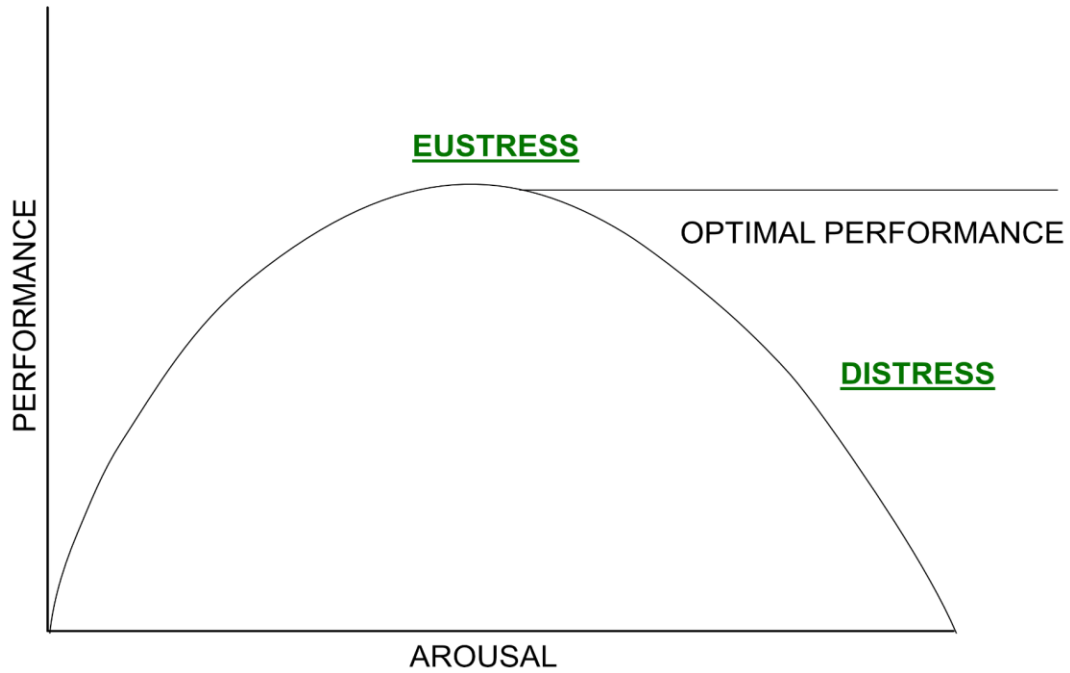 EUSTRESS
OPTIMAL PERFORMANCE
PERFORMANCE
DISTRESS
AROUSAL